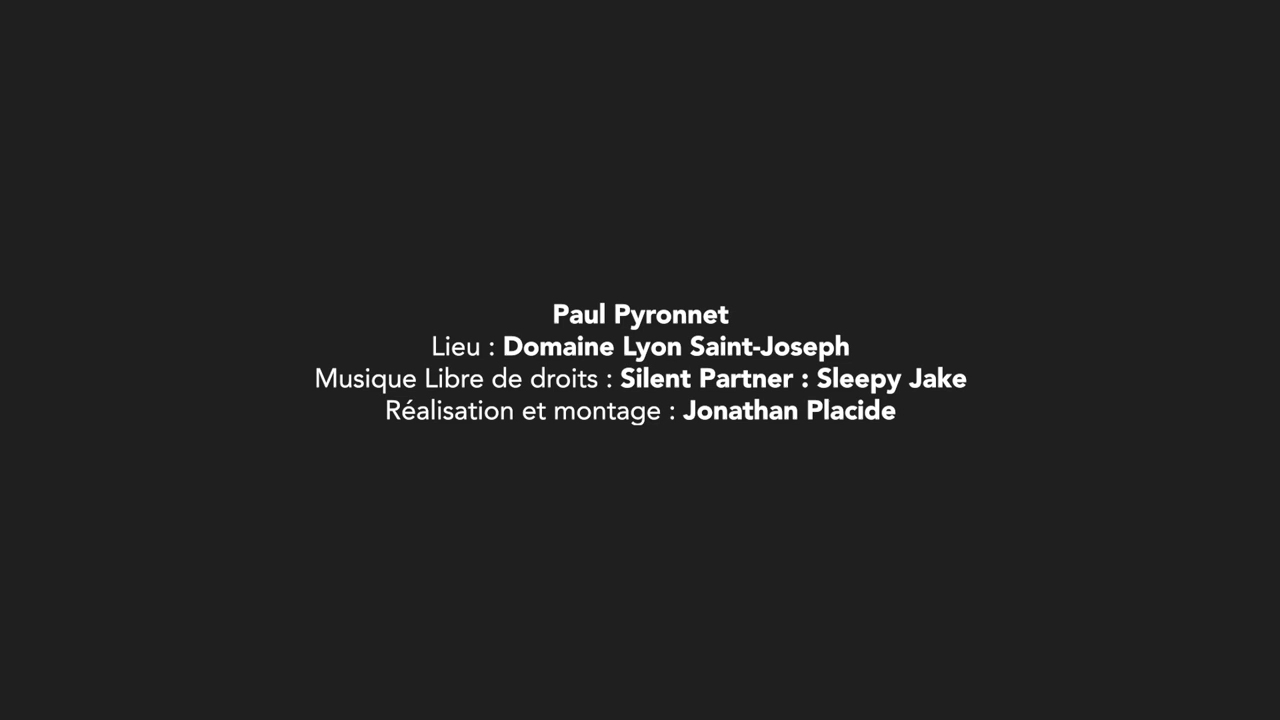 Paul Pyronnet
Lieu : Domaine Lyon Saint-Joseph
Musique Libre de droits : Silent Partner : Sleepy Jake
Réalisation et montage : Jonathan Placide